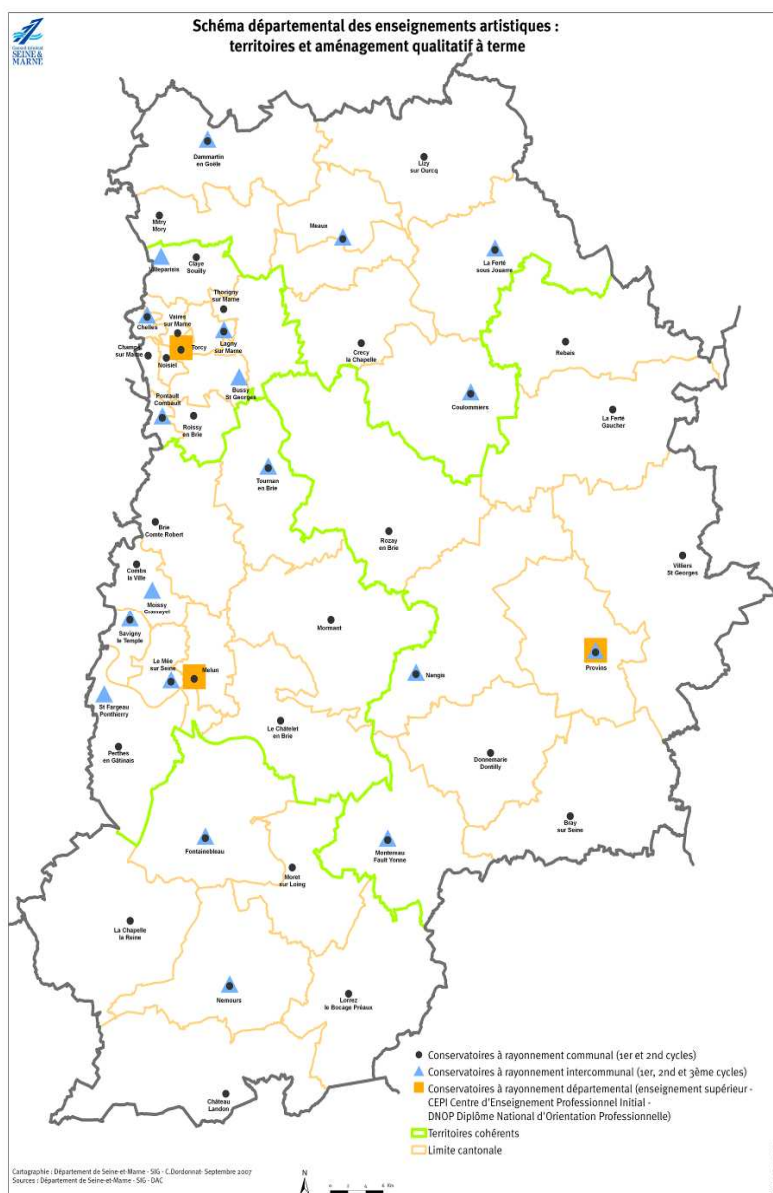 Schéma départemental des enseignements artistiques :
territoires et aménagement qualitatif à terme
Conseil Général
SEINE &
MARNE
Dammartin
en Goële
Lizy
sur Ourcq
Mitry
Mory
Meaux
Villeparisis
Claye
Souilly
La Ferté
sous Jouarre
Thorigny
sur Marne
Chelles
Vaires
sur Marne
Lagny
sur Marne
Champs
sur Marne
Torcy
Noisiel
Crecy
la Chapelle
Rebais
Bussy
St Georges
Pontault
Combault
Roissy
en Brie
Coulommiers
La Ferté
Gaucher
Tournan
en Brie
Brie
Comte Robert
Rozay
en Brie
Villiers
St Georges
Combs
la Ville
Moissy
Cramayel
Savigny
le Temple
Mormant
Le Mée
sur Seine
Melun
Provins
Nangis
St Fargeau
Ponthierry
Le Châtelet
en Brie
Perthes
en Gâtinais
Donnemarie
Dontilly
Bray
sur Seine
Fontainebleau
Montereau
Fault Yonne
Moret
sur Loing
La Chapelle
la Reine
Nemours
Lorrez
le Bocage Préaux
Château
Landon
Conservatoires à rayonnement communal (1er et 2nd cycles)
Conservatoires à rayonnement intercommunal (1er, 2nd et 3ème cycles)
Conservatoires à rayonnement départemental (enseignement supérieur -
CEPI Centre d'Enseignement Professionnel Initial -
DNOP Diplôme National d'Orientation Professionnelle)
Territoires cohérents
Limite cantonale
Cartographie : Département de Seine-et-Marne - SIG - C.Dordonnat- Septembre 2007
Sources : Département de Seine-et-Marne - SIG - DAC
N